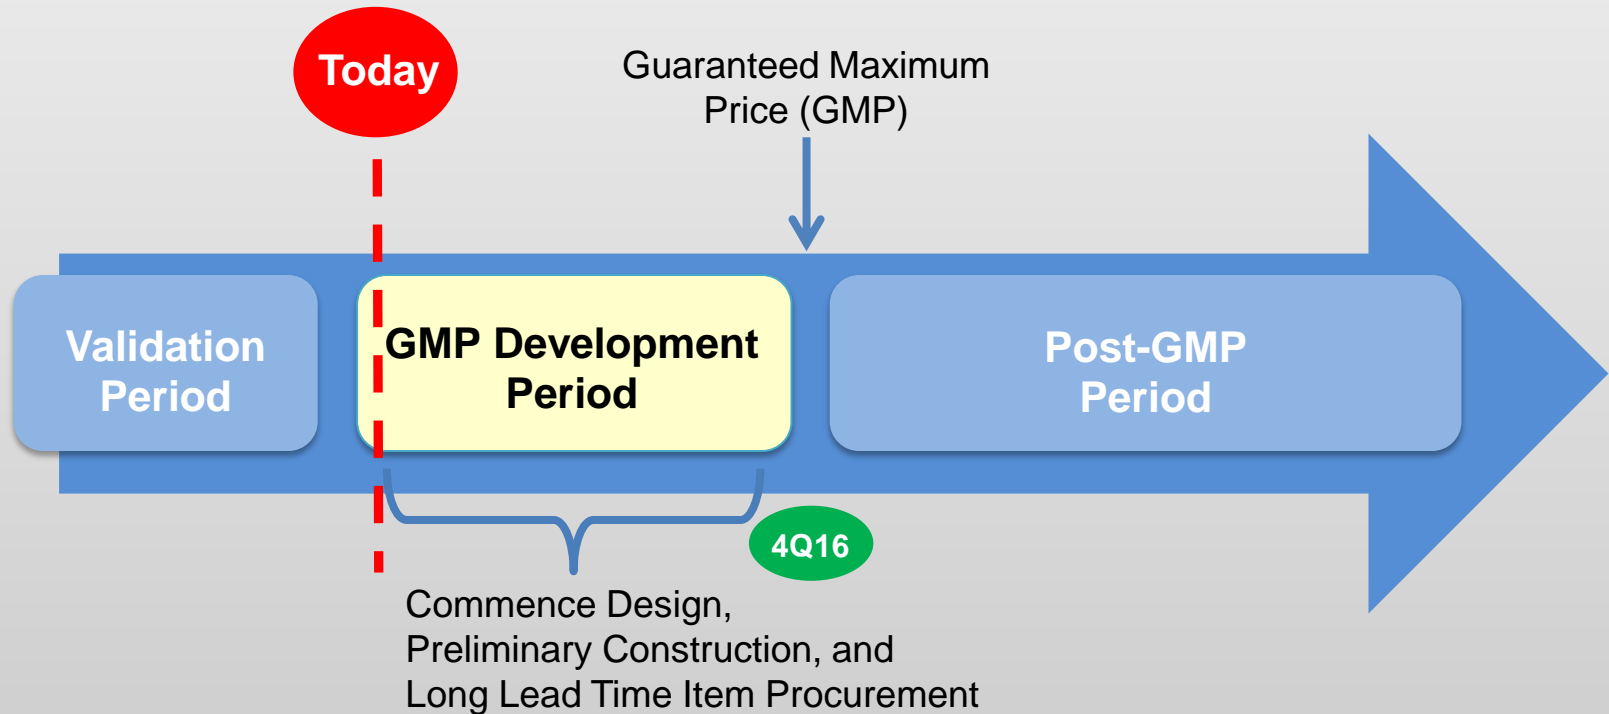 Today
Guaranteed Maximum
Price (GMP)
Validation
Period
GMP Development
Period
Post-GMP
Period
4Q16
Commence Design,
Preliminary Construction, and
Long Lead Time Item Procurement